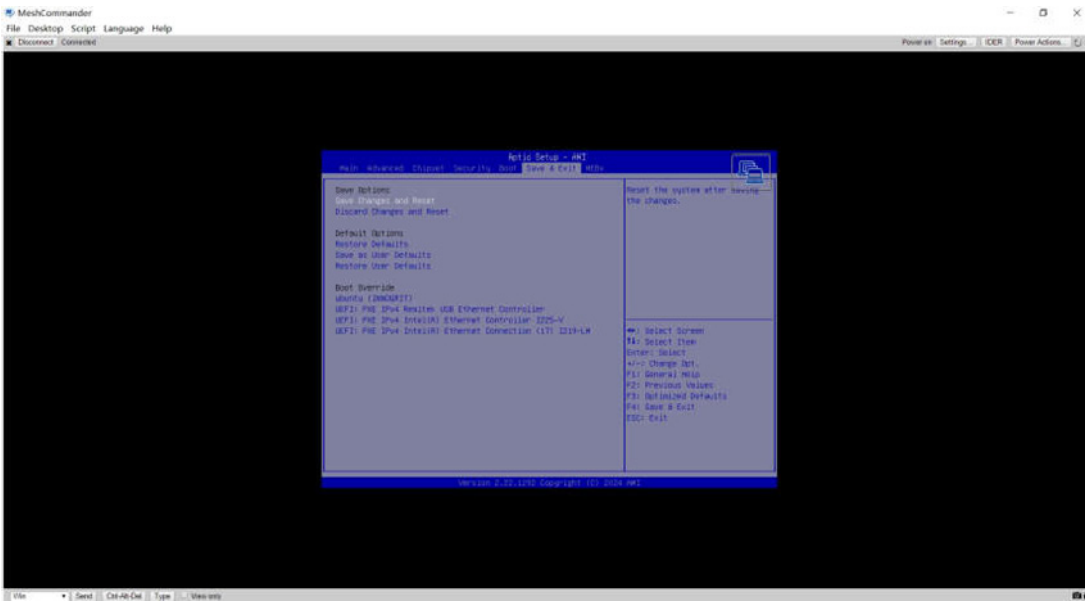 MeshCommander
File Desktop Script Language Help
Disconnect Connected
Power on Settings... IDER Power Actions...
Aptio Setup - AMI
Main Advanced Chipset Security Boot Save & Exit MEBx
Save Options
Save Changes and Reset
Discard Changes and Reset
Default Options
Restore Defaults
Save as User Defaults
Restore User Defaults
Boot Override
ubuntu
UEFI: PXE IPv4 Realtek USB Ethernet Controller
UEFI: PXE IPv4 Intel(R) Ethernet Controller I225-V
UEFI: PXE IPv4 Intel(R) Ethernet Connection (17) I219-LM
Reset the system after saving
the changes.
: Select Screen
: Select Item
Enter: Select
+/-: Change Opt.
F1: General Help
F2: Previous Values
F3: Optimized Defaults
F4: Save & Exit
ESC: Exit
Version 2.22.1293 Copyright (C) 2024 AMI
Win Send Ctrl-Alt-Del Type View only